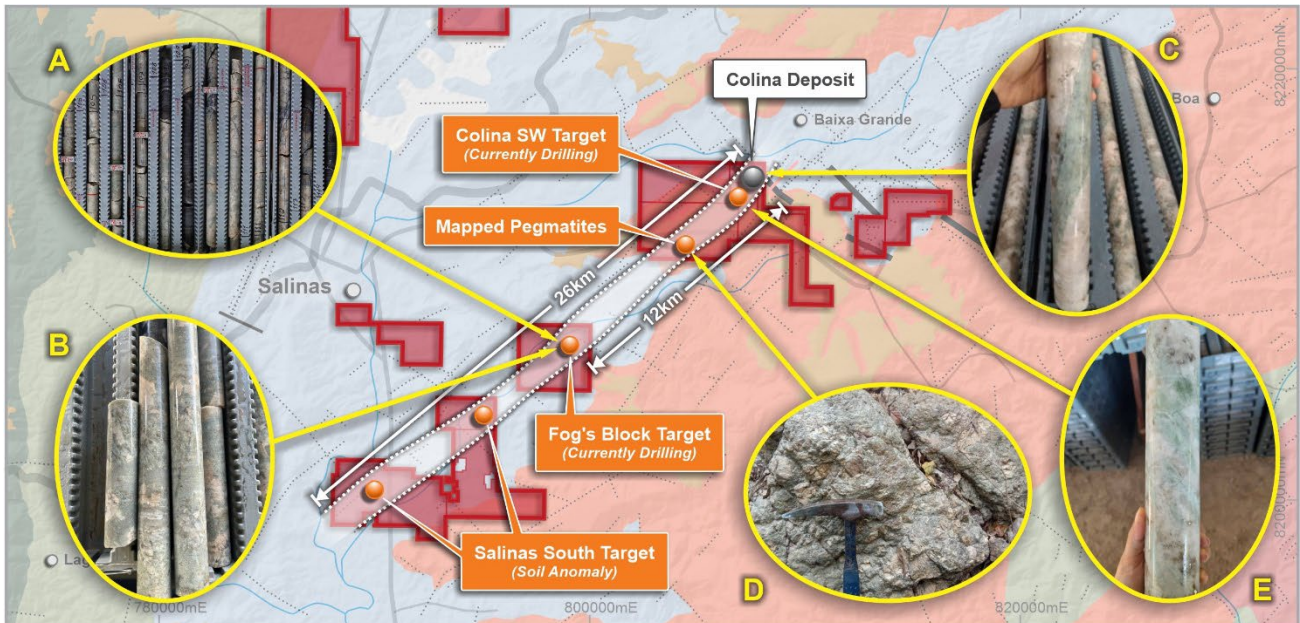 A
C
Colina Deposit
Boa
8220000mN
Baixa Grande
Colina SW Target
(Currently Drilling)
Mapped Pegmatites
Salinas
26km
12km
B
Fog's Block Target
(Currently Drilling)
Salinas South Target
(Soil Anomaly)
Lag
D
E
8200000mN
780000mE
800000mE
820000mE